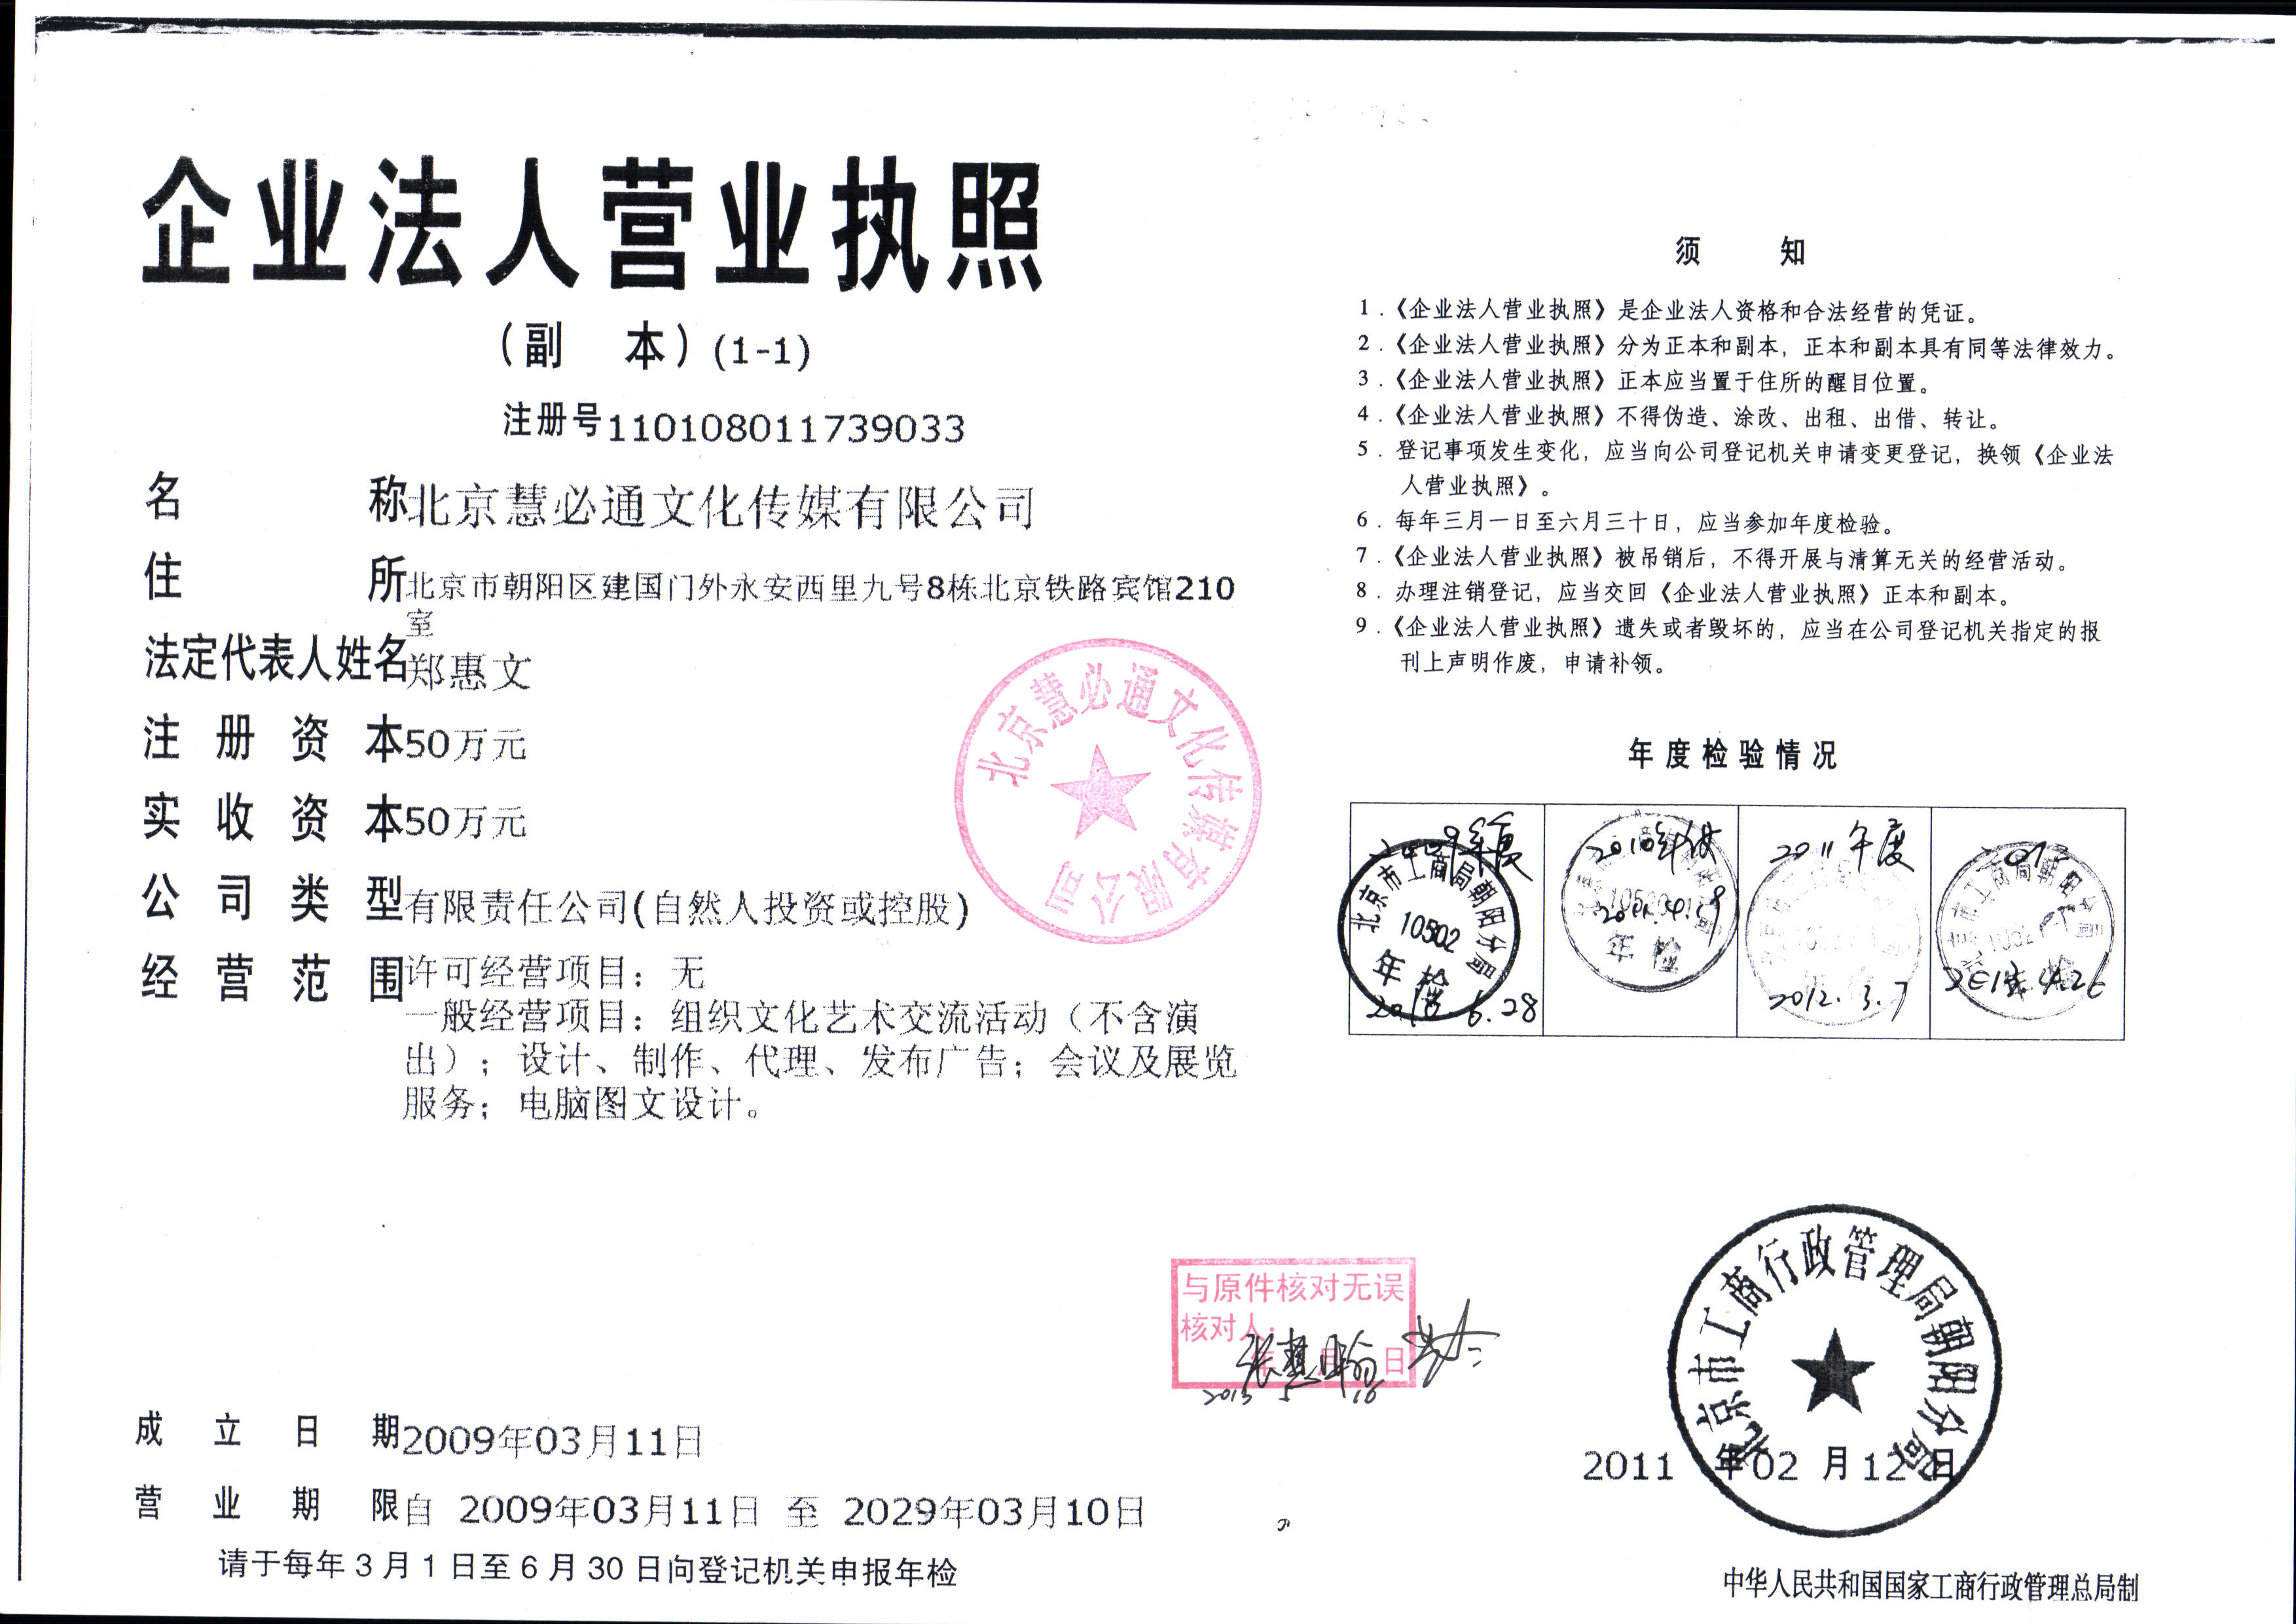 企业法人营业执照
（副 本）(1-1)
注册号110108011739033
名 称北京慧必通文化传媒有限公司
住 所北京市朝阳区建国门外永安西里九号8栋北京铁路宾馆210
室
法定代表人姓名郑惠文
注册资本50万元
实收资本50万元
公司类型有限责任公司(自然人投资或控股)
经营范围许可经营项目：无
一般经营项目：组织文化艺术交流活动（不含演
出）；设计、制作、代理、发布广告；会议及展览
服务；电脑图文设计。
北京慧必通文化传媒有限公司
成立日期2009年03月11日
营业期限自 2009年03月11日 至 2029年03月10日
请于每年3月1日至6月30日向登记机关申报年检
与原件核对无误
核对人：
年 月 日
2013 5 16
须 知
1．《企业法人营业执照》是企业法人资格和合法经营的凭证。
2．《企业法人营业执照》分为正本和副本，正本和副本具有同等法律效力。
3．《企业法人营业执照》正本应当置于住所的醒目位置。
4．《企业法人营业执照》不得伪造、涂改、出租、出借、转让。
5．登记事项发生变化，应当向公司登记机关申请变更登记，换领《企业法
人营业执照》。
6．每年三月一日至六月三十日，应当参加年度检验。
7．《企业法人营业执照》被吊销后，不得开展与清算无关的经营活动。
8．办理注销登记，应当交回《企业法人营业执照》正本和副本。
9．《企业法人营业执照》遗失或者毁坏的，应当在公司登记机关指定的报
刊上声明作废，申请补领。
年度检验情况
2009年度
北京市工商局朝阳分局
10502
年检
6.28
2010年度
年检
2011年度
2012.3.7
2012
北京市工商局朝阳分局
年检
北京市工商行政管理局朝阳分局
2011 年02 月12 日
中华人民共和国国家工商行政管理总局制